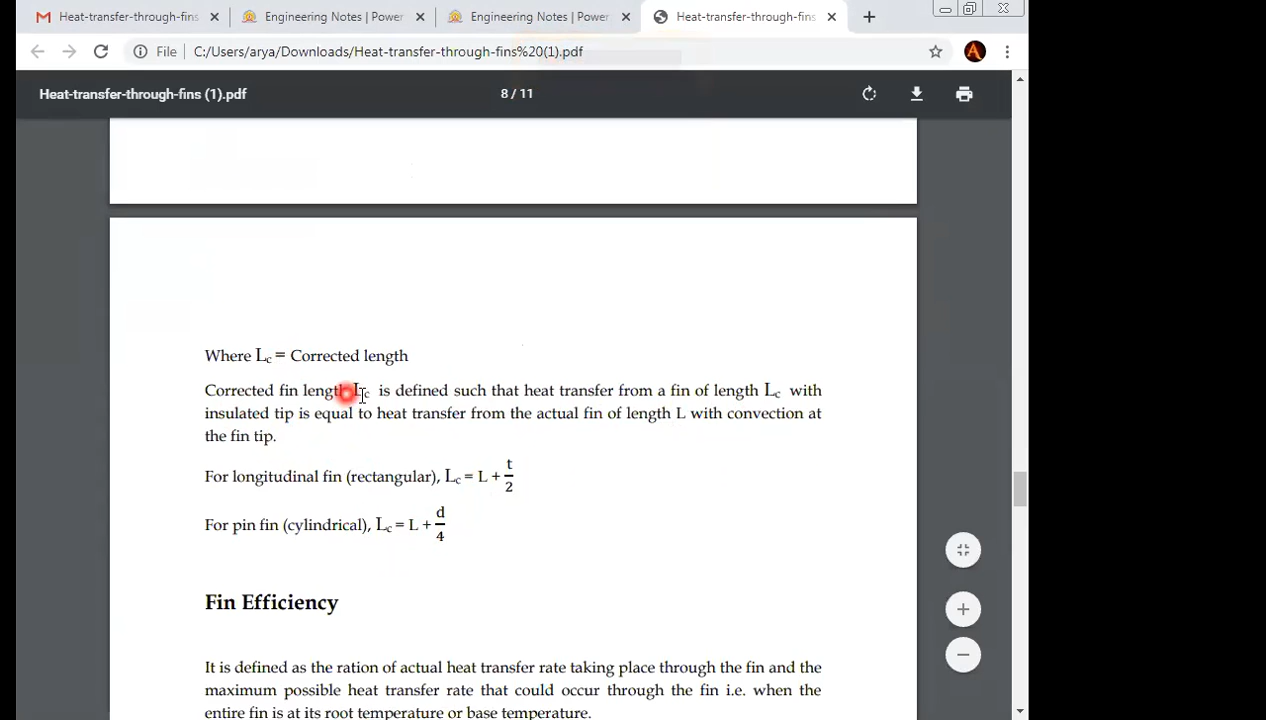 Heat-transfer-through-fins
Engineering Notes | Power
Engineering Notes | Power
Heat-transfer-through-fins
File
C:/Users/arya/Downloads/Heat-transfer-through-fins%20(1).pdf
A
Heat-transfer-through-fins (1).pdf
8 / 11
Where Lc = Corrected length
Corrected fin length Lc is defined such that heat transfer from a fin of length Lc with
insulated tip is equal to heat transfer from the actual fin of length L with convection at
the fin tip.
For longitudinal fin (rectangular), Lc = L + t/2
For pin fin (cylindrical), Lc = L + d/4
Fin Efficiency
It is defined as the ration of actual heat transfer rate taking place through the fin and the
maximum possible heat transfer rate that could occur through the fin i.e. when the
entire fin is at its root temperature or base temperature.